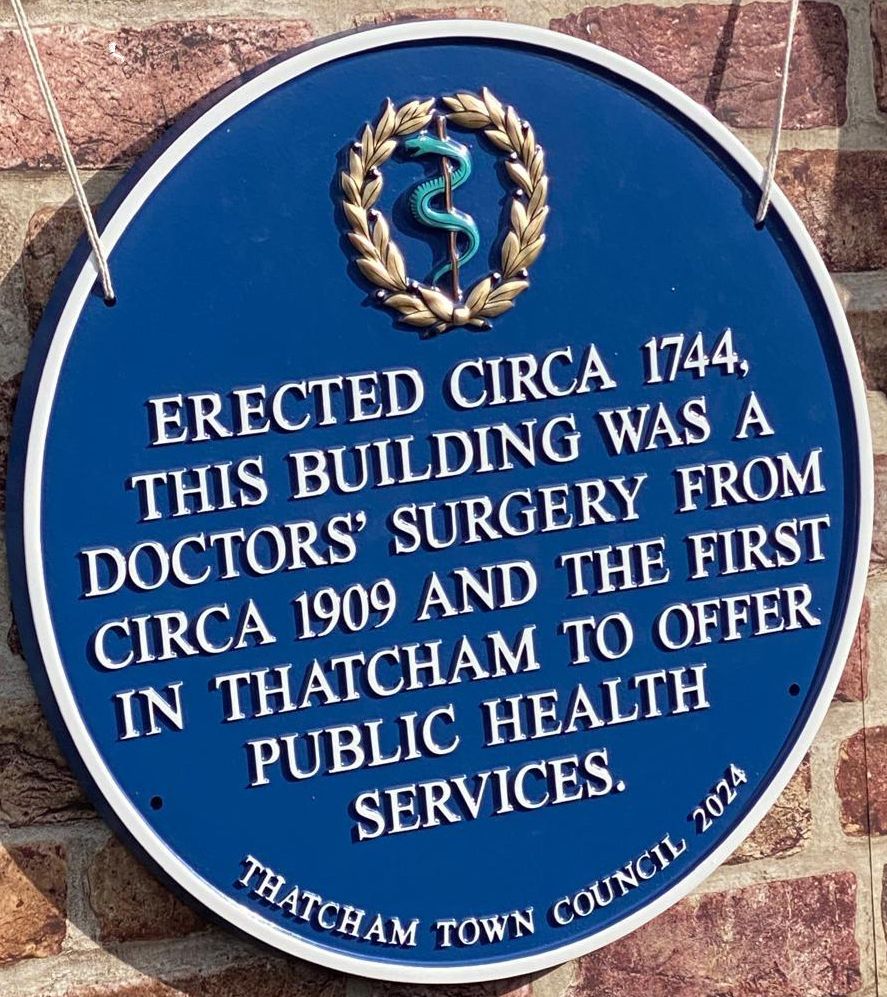 ERECTED CIRCA 1744,
THIS BUILDING WAS A
DOCTORS' SURGERY FROM
CIRCA 1909 AND THE FIRST
IN THATCHAM TO OFFER
PUBLIC HEALTH
SERVICES.
THATCHAM TOWN COUNCIL 2024